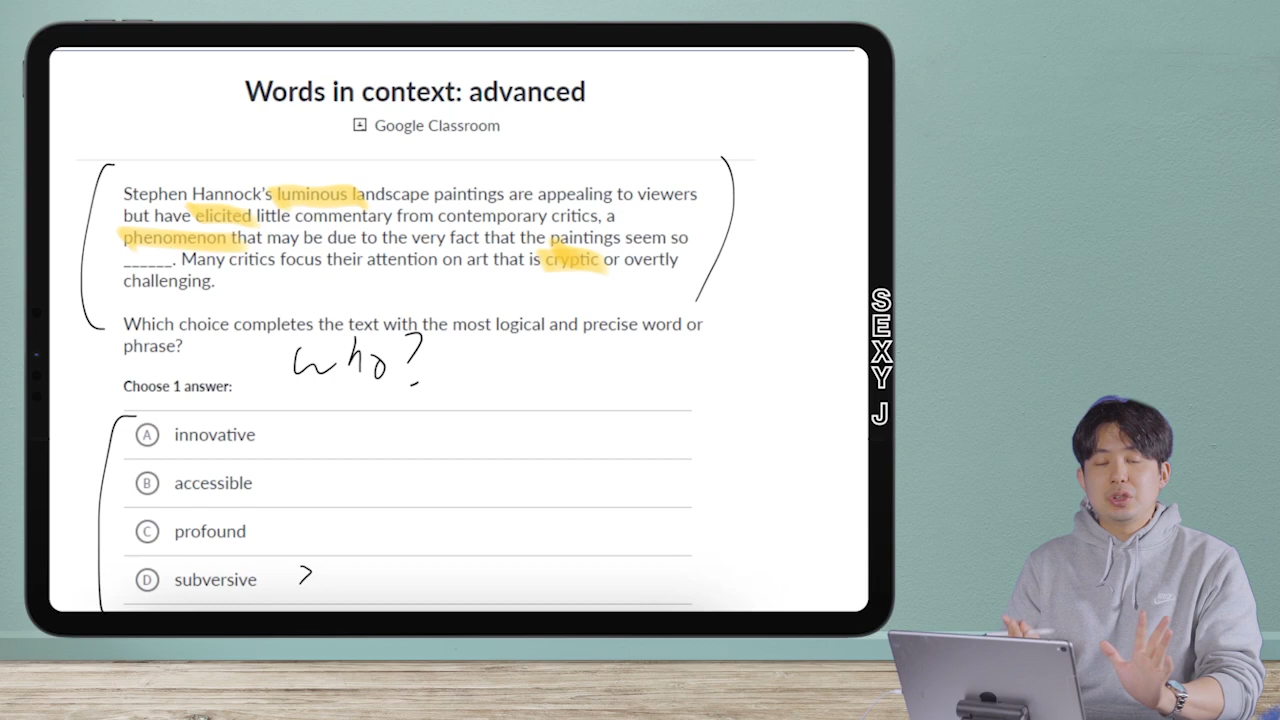 Words in context: advanced
Google Classroom
Stephen Hannock's luminous landscape paintings are appealing to viewers
but have elicited little commentary from contemporary critics, a
phenomenon that may be due to the very fact that the paintings seem so
______. Many critics focus their attention on art that is cryptic or overtly
challenging.
Which choice completes the text with the most logical and precise word or
phrase?
who?
Choose 1 answer:
A innovative
B accessible
C profound
D subversive
SEXY J